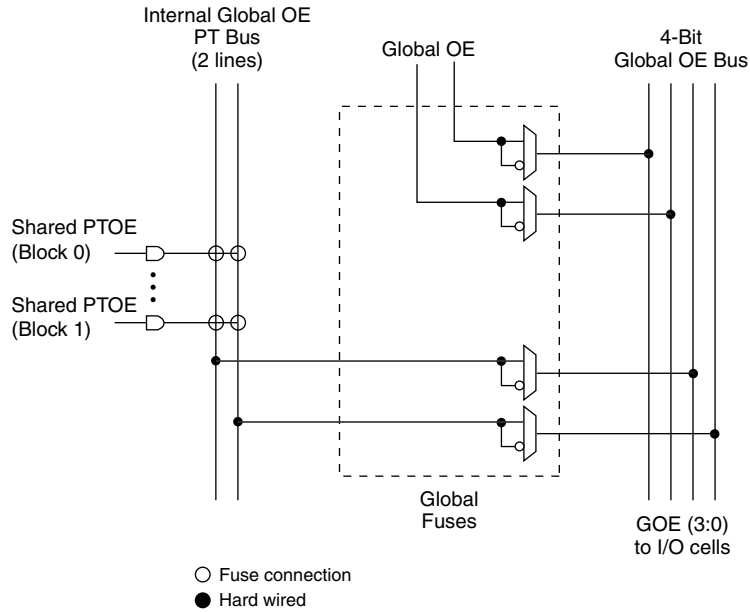 Internal Global OE
PT Bus
(2 lines)
Global OE
4-Bit
Global OE Bus
Shared PTOE
(Block 0)
Shared PTOE
(Block 1)
Global
Fuses
GOE (3:0)
to I/O cells
Fuse connection
Hard wired